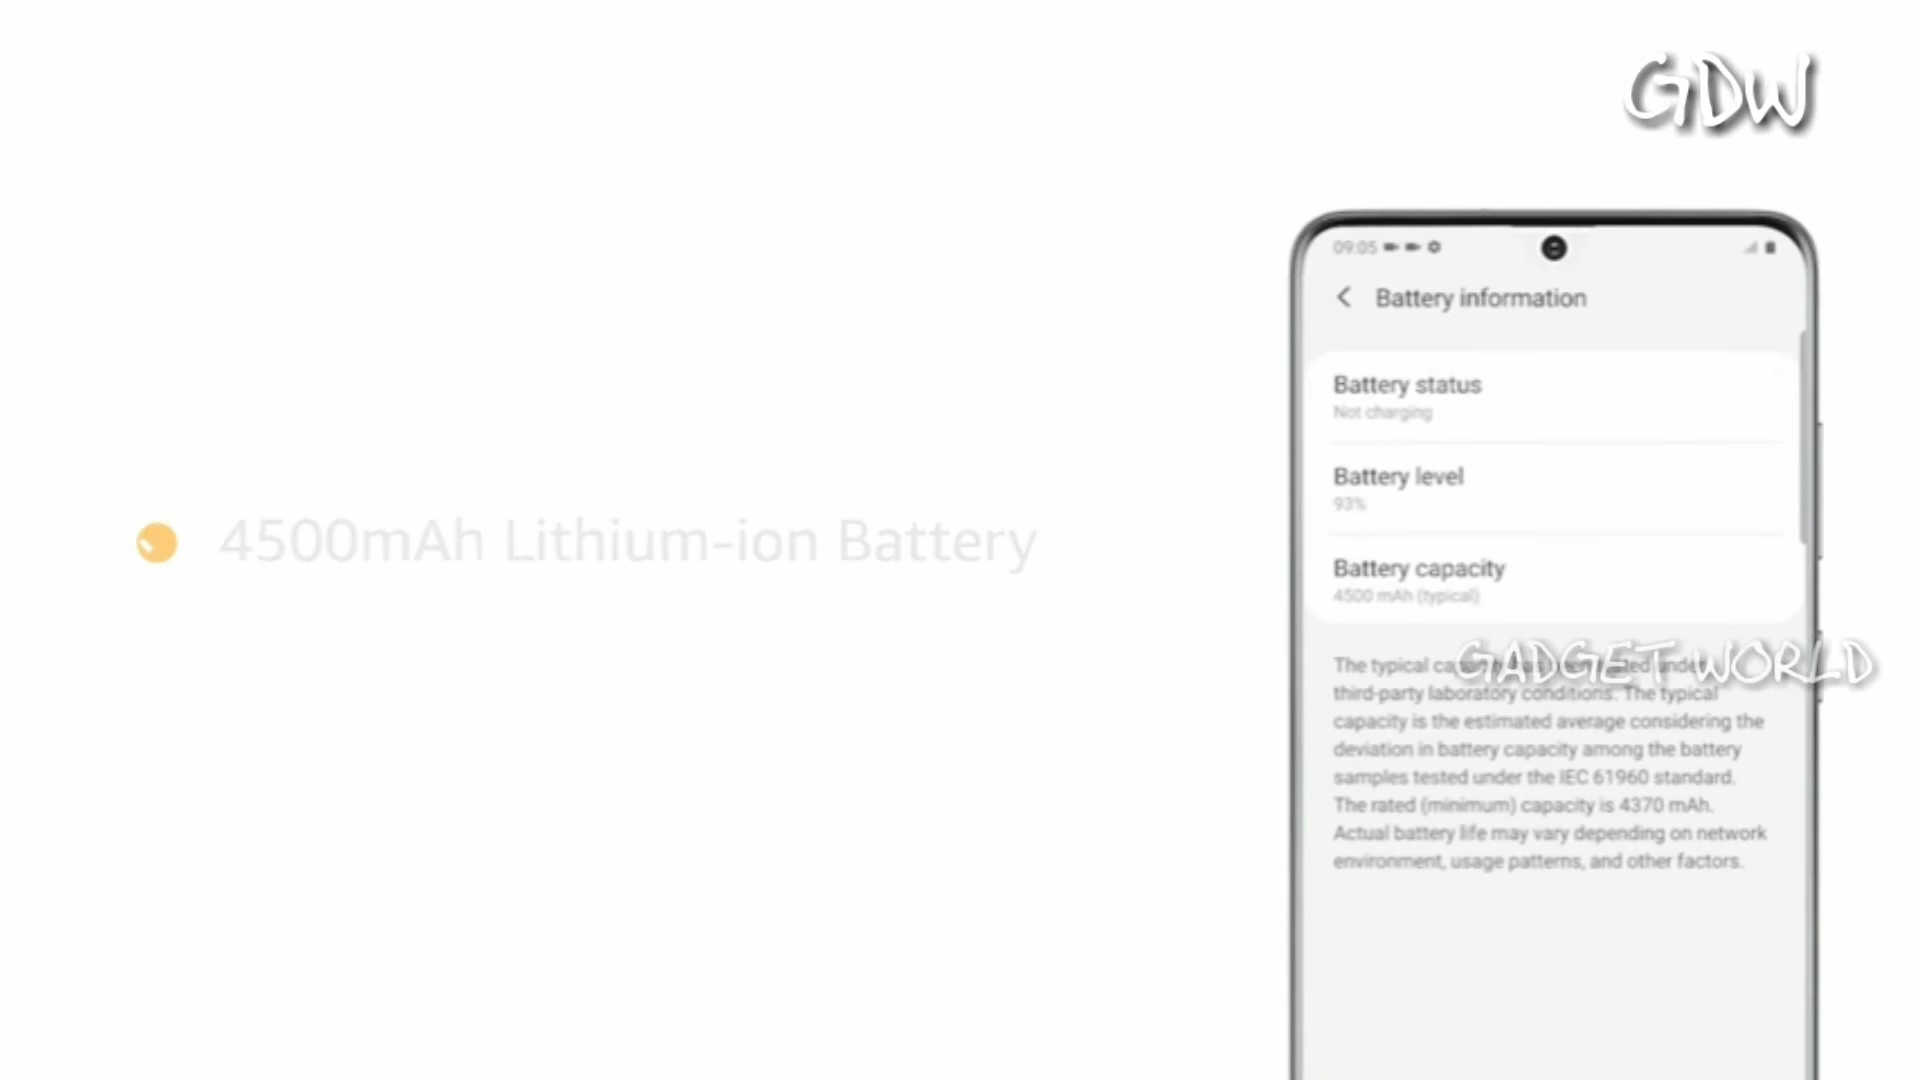 GDW
4500mAh Lithium-ion Battery
09:05
Battery information
Battery status
Not charging
Battery level
93%
Battery capacity
4500 mAh (typical)
GADGET WORLD
The typical under
third-party laboratory conditions. The typical
capacity is the estimated average considering the
deviation in battery capacity among the battery
samples tested under the IEC 61960 standard.
The rated (minimum) capacity is 4370 mAh.
Actual battery life may vary depending on network
environment, usage patterns, and other factors.